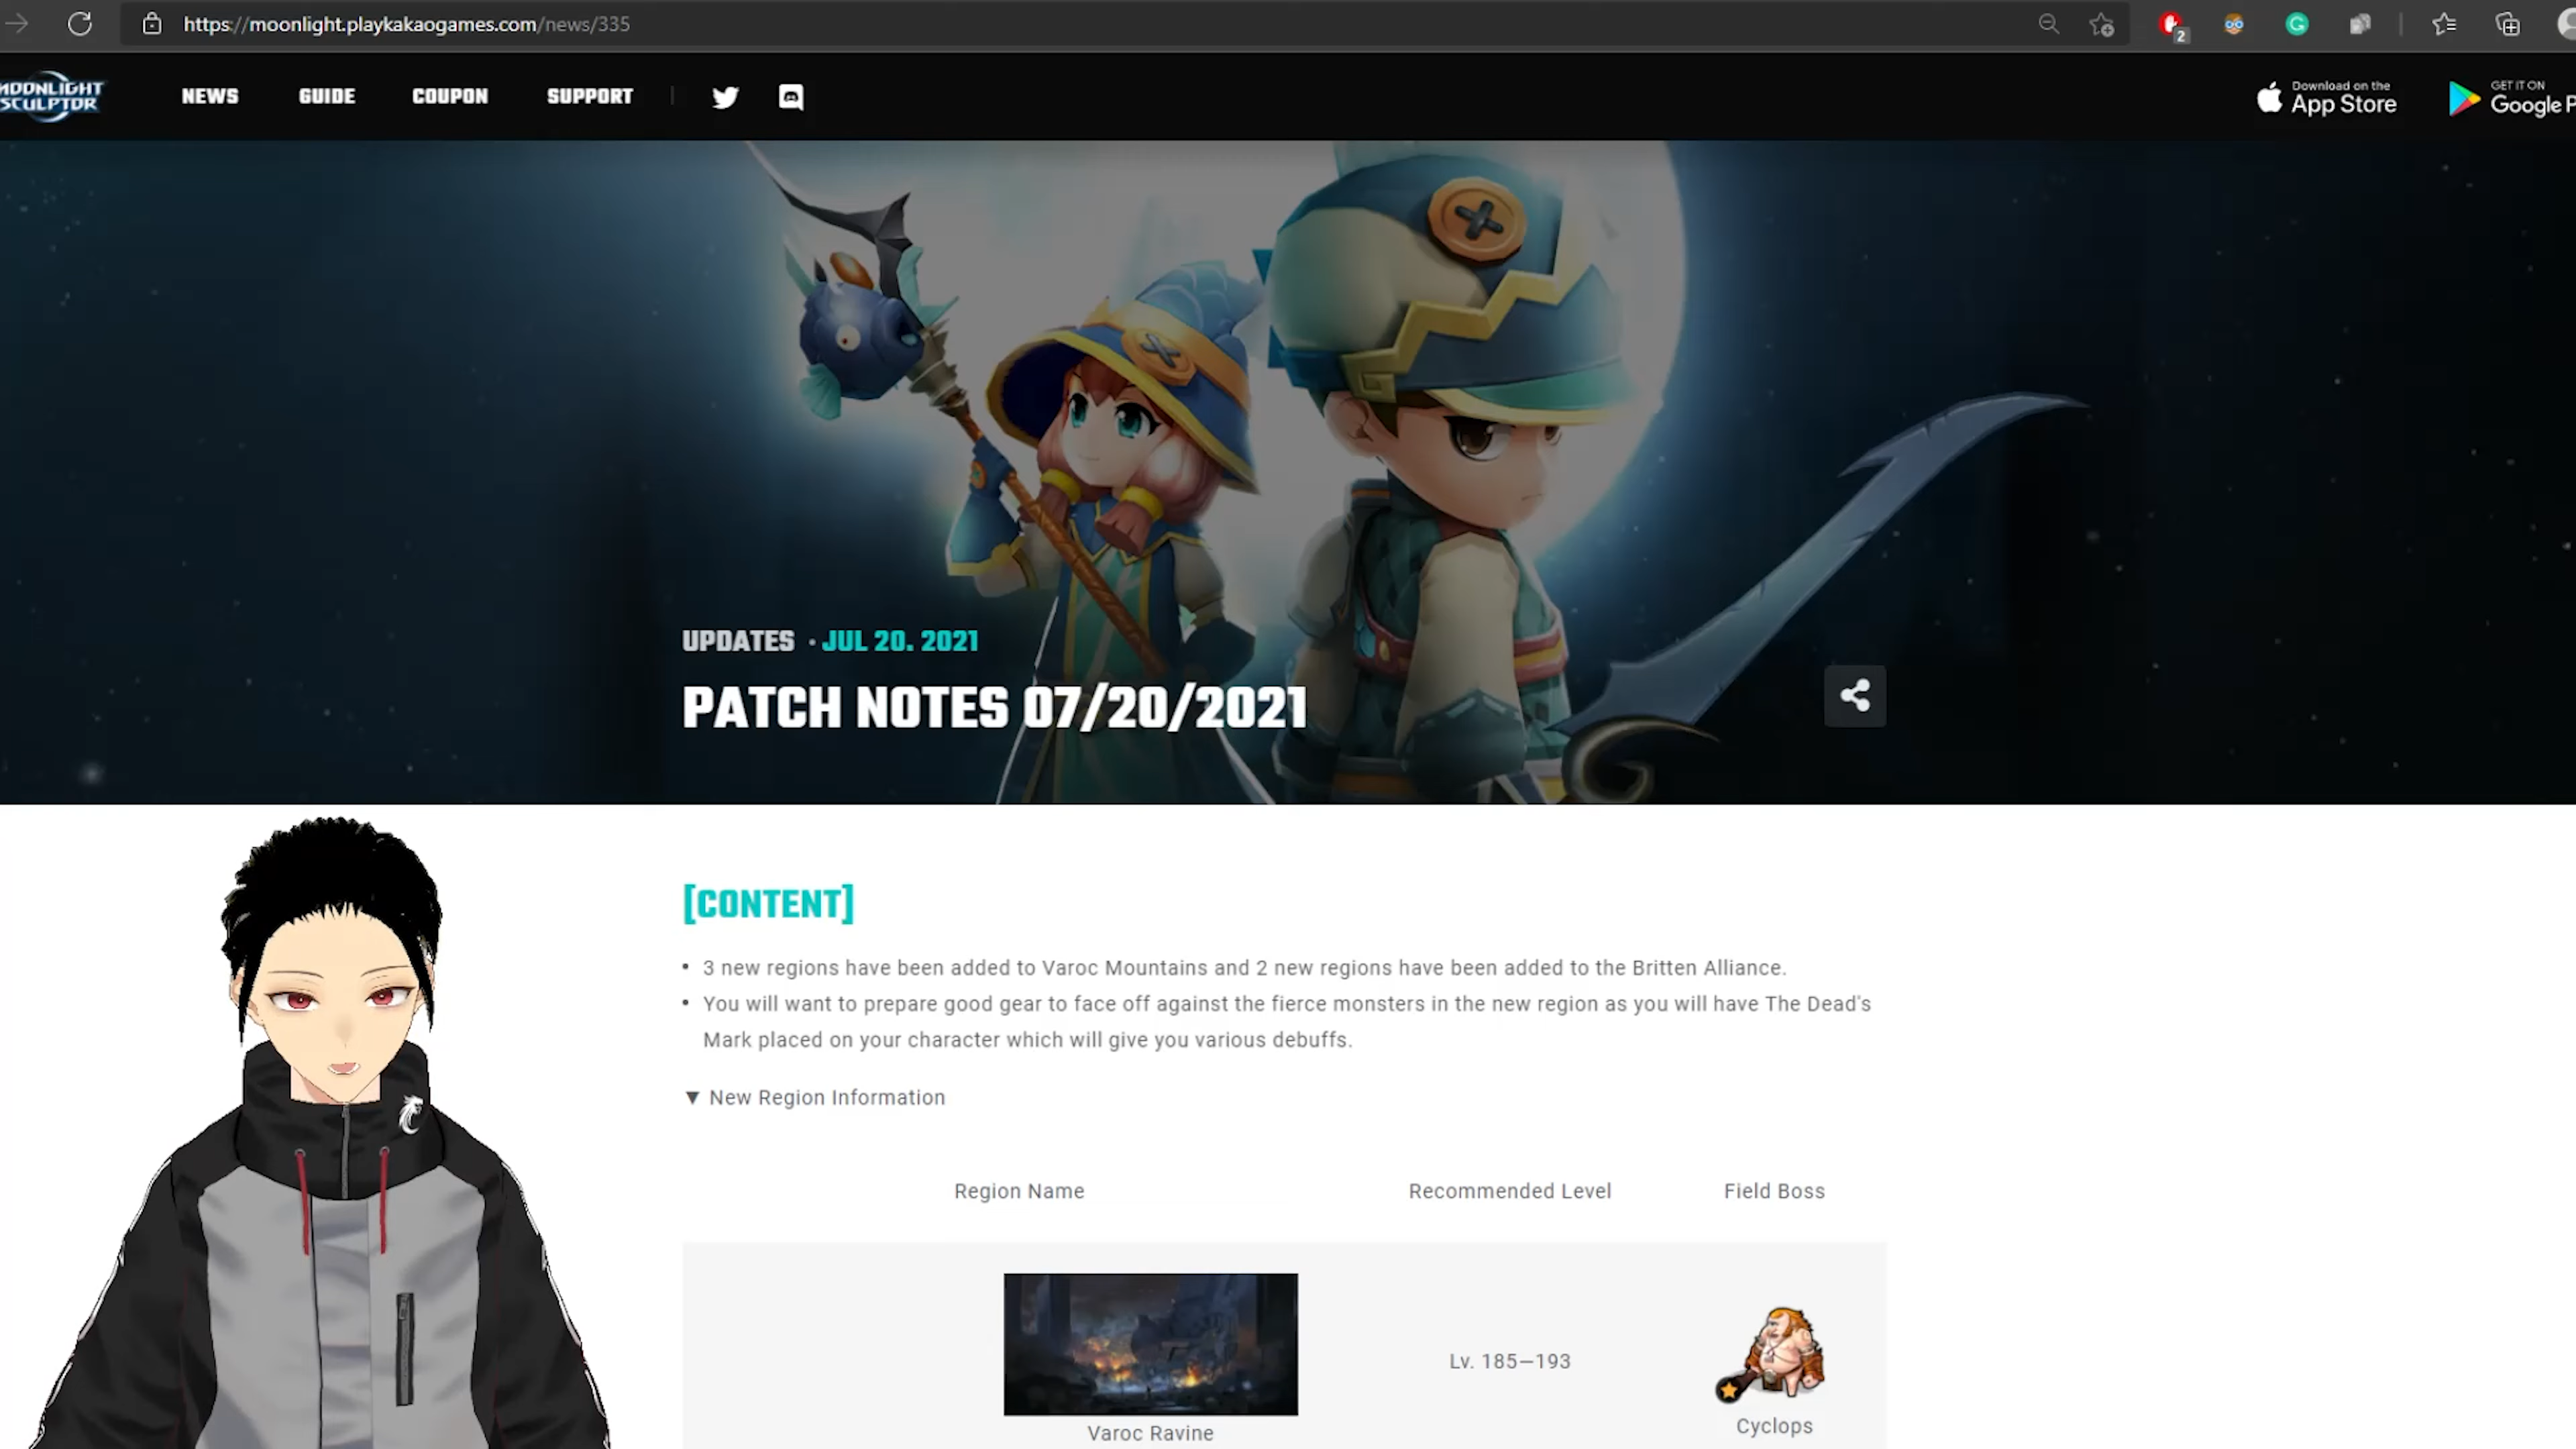 https://moonlight.playkakaogames.com/news/335
2
MOONLIGHT
SCULPTOR
NEWS
GUIDE
COUPON
SUPPORT
Download on the
App Store
GET IT ON
Google P
UPDATES · JUL 20. 2021
PATCH NOTES 07/20/2021
[CONTENT]
• 3 new regions have been added to Varoc Mountains and 2 new regions have been added to the Britten Alliance.
• You will want to prepare good gear to face off against the fierce monsters in the new region as you will have The Dead's
Mark placed on your character which will give you various debuffs.
▼ New Region Information
Region Name
Recommended Level
Field Boss
Lv. 185—193
Varoc Ravine
Cyclops